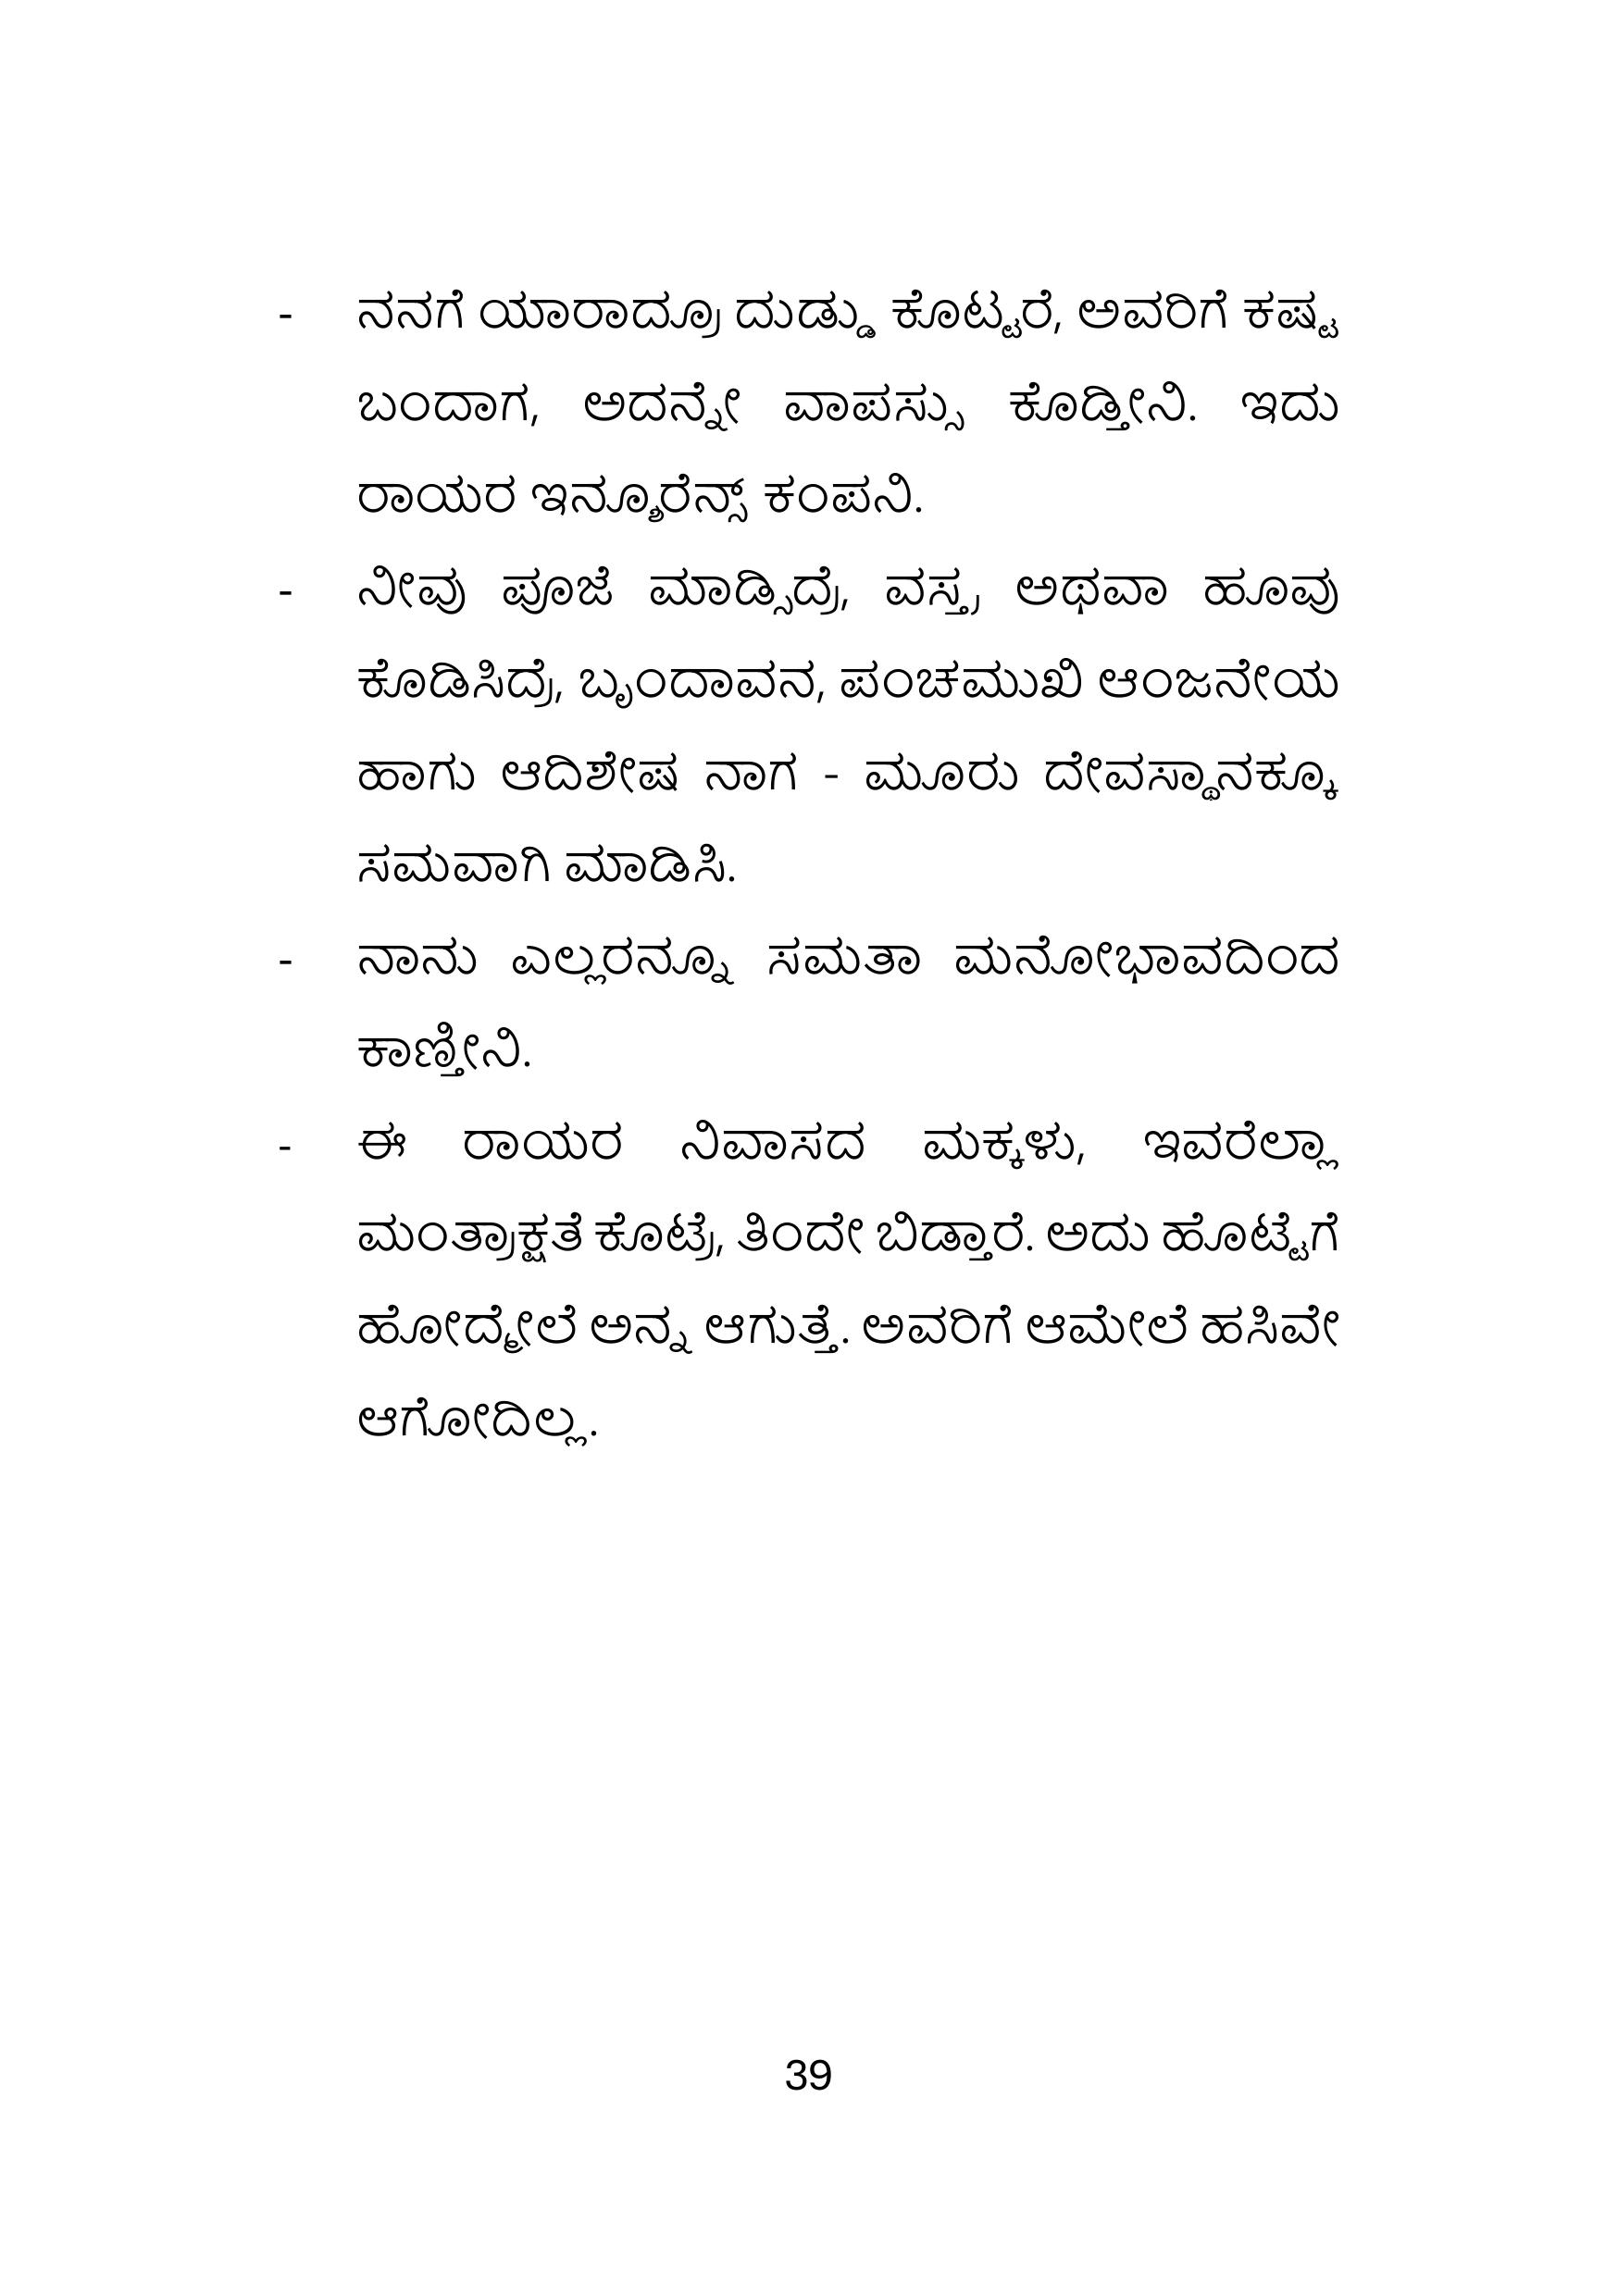 - ನನಗೆ ಯಾರಾದ್ರೂ ದುಡ್ಡು ಕೊಟ್ಟರೆ, ಅವರಿಗೆ ಕಷ್ಟ
ಬಂದಾಗ, ಅದನ್ನೇ ವಾಪಸ್ಸು ಕೊಡ್ತೀನಿ. ಇದು
ರಾಯರ ಇನ್ಶೂರೆನ್ಸ್ ಕಂಪನಿ.
- ನೀವು ಪೂಜೆ ಮಾಡ್ಸಿದ್ರೆ, ವಸ್ತ್ರ ಅಥವಾ ಹೂವು
ಕೊಡಿಸಿದ್ರೆ, ಬೃಂದಾವನ, ಪಂಚಮುಖಿ ಆಂಜನೇಯ
ಹಾಗು ಆದಿಶೇಷ ನಾಗ - ಮೂರು ದೇವಸ್ಥಾನಕ್ಕೂ
ಸಮವಾಗಿ ಮಾಡಿಸಿ.
- ನಾನು ಎಲ್ಲರನ್ನೂ ಸಮತಾ ಮನೋಭಾವದಿಂದ
ಕಾಣ್ತೀನಿ.
- ಈ ರಾಯರ ನಿವಾಸದ ಮಕ್ಕಳು, ಇವರೆಲ್ಲಾ
ಮಂತ್ರಾಕ್ಷತೆ ಕೊಟ್ರೆ, ತಿಂದೇ ಬಿಡ್ತಾರೆ. ಅದು ಹೊಟ್ಟೆಗೆ
ಹೋದ್ಮೇಲೆ ಅನ್ನ ಆಗುತ್ತೆ. ಅವರಿಗೆ ಆಮೇಲೆ ಹಸಿವೇ
ಆಗೋದಿಲ್ಲ.
39